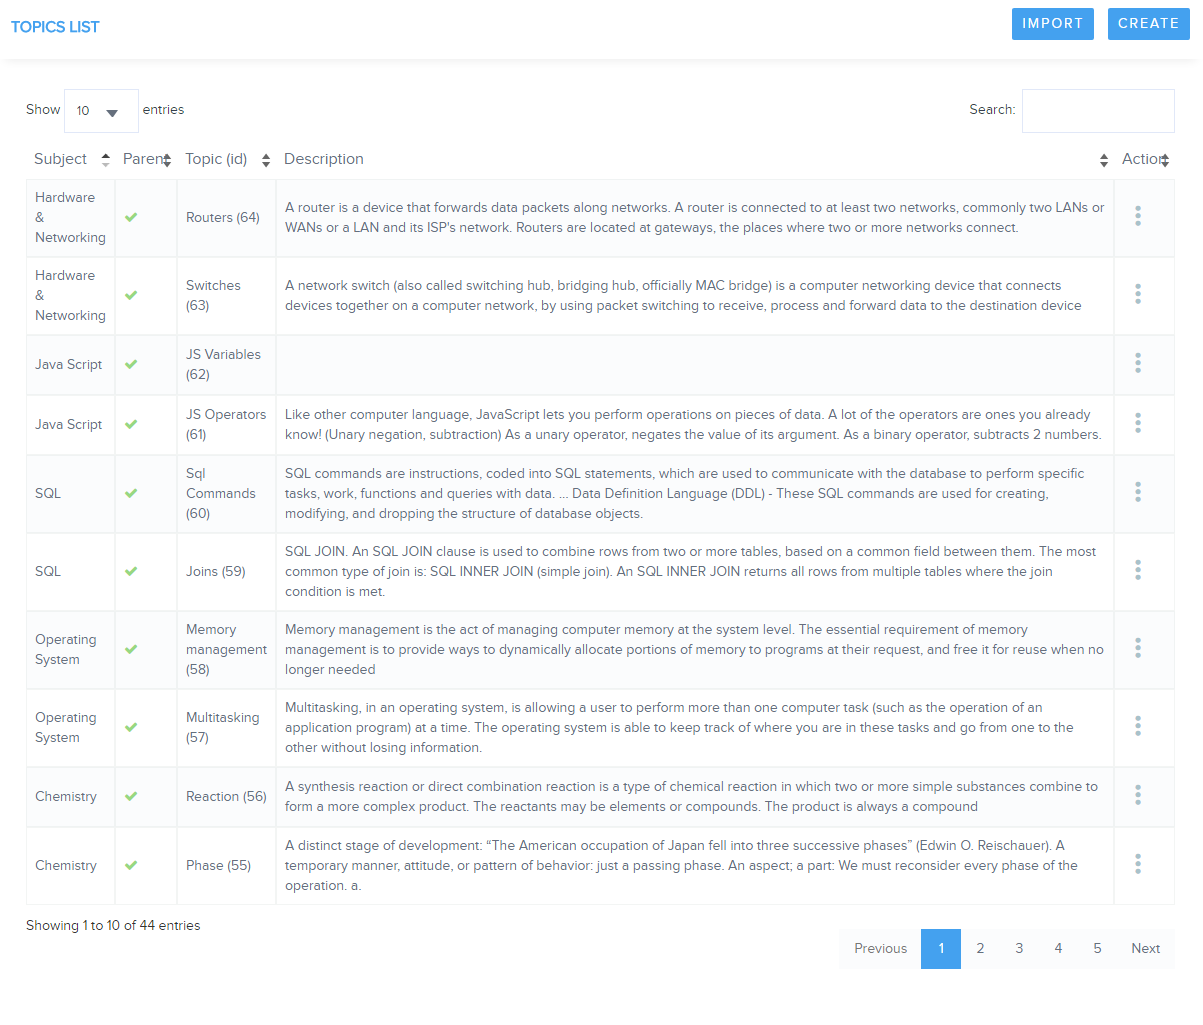 TOPICS LIST
IMPORT
CREATE
Show 10 entries
Search:
Subject Parent Topic (id) Description Action
Hardware
&
Networking
Routers (64)
A router is a device that forwards data packets along networks. A router is connected to at least two networks, commonly two LANs or
WANs or a LAN and its ISP's network. Routers are located at gateways, the places where two or more networks connect.
Hardware
&
Networking
Switches
(63)
A network switch (also called switching hub, bridging hub, officially MAC bridge) is a computer networking device that connects
devices together on a computer network, by using packet switching to receive, process and forward data to the destination device
Java Script
JS Variables
(62)
Java Script
JS Operators
(61)
Like other computer language, JavaScript lets you perform operations on pieces of data. A lot of the operators are ones you already
know! (Unary negation, subtraction) As a unary operator, negates the value of its argument. As a binary operator, subtracts 2 numbers.
SQL
Sql
Commands
(60)
SQL commands are instructions, coded into SQL statements, which are used to communicate with the database to perform specific
tasks, work, functions and queries with data. ... Data Definition Language (DDL) - These SQL commands are used for creating,
modifying, and dropping the structure of database objects.
SQL
Joins (59)
SQL JOIN. An SQL JOIN clause is used to combine rows from two or more tables, based on a common field between them. The most
common type of join is: SQL INNER JOIN (simple join). An SQL INNER JOIN returns all rows from multiple tables where the join
condition is met.
Operating
System
Memory
management
(58)
Memory management is the act of managing computer memory at the system level. The essential requirement of memory
management is to provide ways to dynamically allocate portions of memory to programs at their request, and free it for reuse when no
longer needed
Operating
System
Multitasking
(57)
Multitasking, in an operating system, is allowing a user to perform more than one computer task (such as the operation of an
application program) at a time. The operating system is able to keep track of where you are in these tasks and go from one to the
other without losing information.
Chemistry
Reaction (56)
A synthesis reaction or direct combination reaction is a type of chemical reaction in which two or more simple substances combine to
form a more complex product. The reactants may be elements or compounds. The product is always a compound
Chemistry
Phase (55)
A distinct stage of development: “The American occupation of Japan fell into three successive phases” (Edwin O. Reischauer). A
temporary manner, attitude, or pattern of behavior: just a passing phase. An aspect; a part: We must reconsider every phase of the
operation. a.
Showing 1 to 10 of 44 entries
Previous 1 2 3 4 5 Next